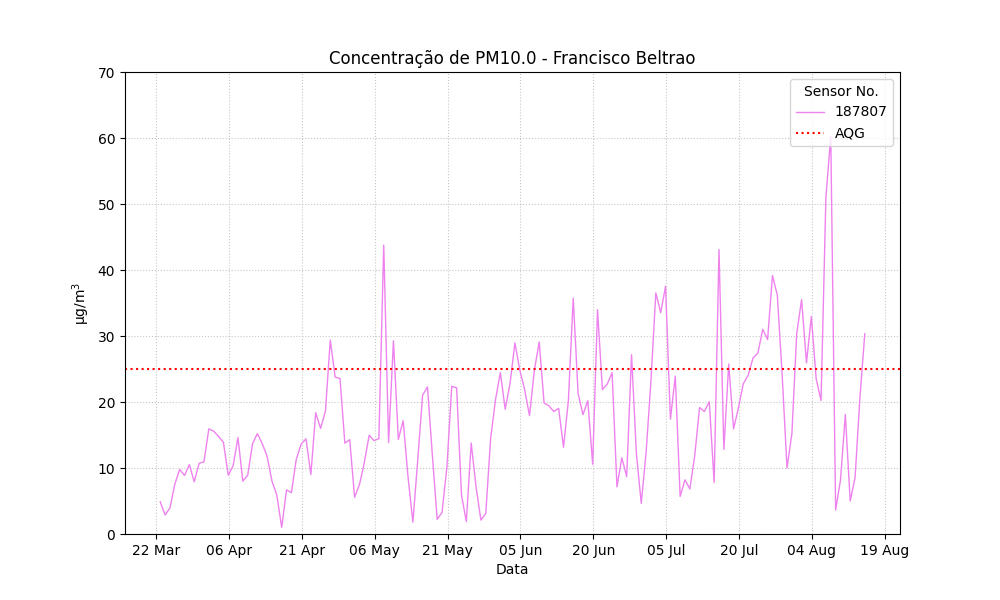 Concentração de PM10.0 - Francisco Beltrao
Sensor No.
187807
AQG
70
60
50
40
30
20
10
0
µg/m³
22 Mar
06 Apr
21 Apr
06 May
21 May
05 Jun
20 Jun
05 Jul
20 Jul
04 Aug
19 Aug
Data